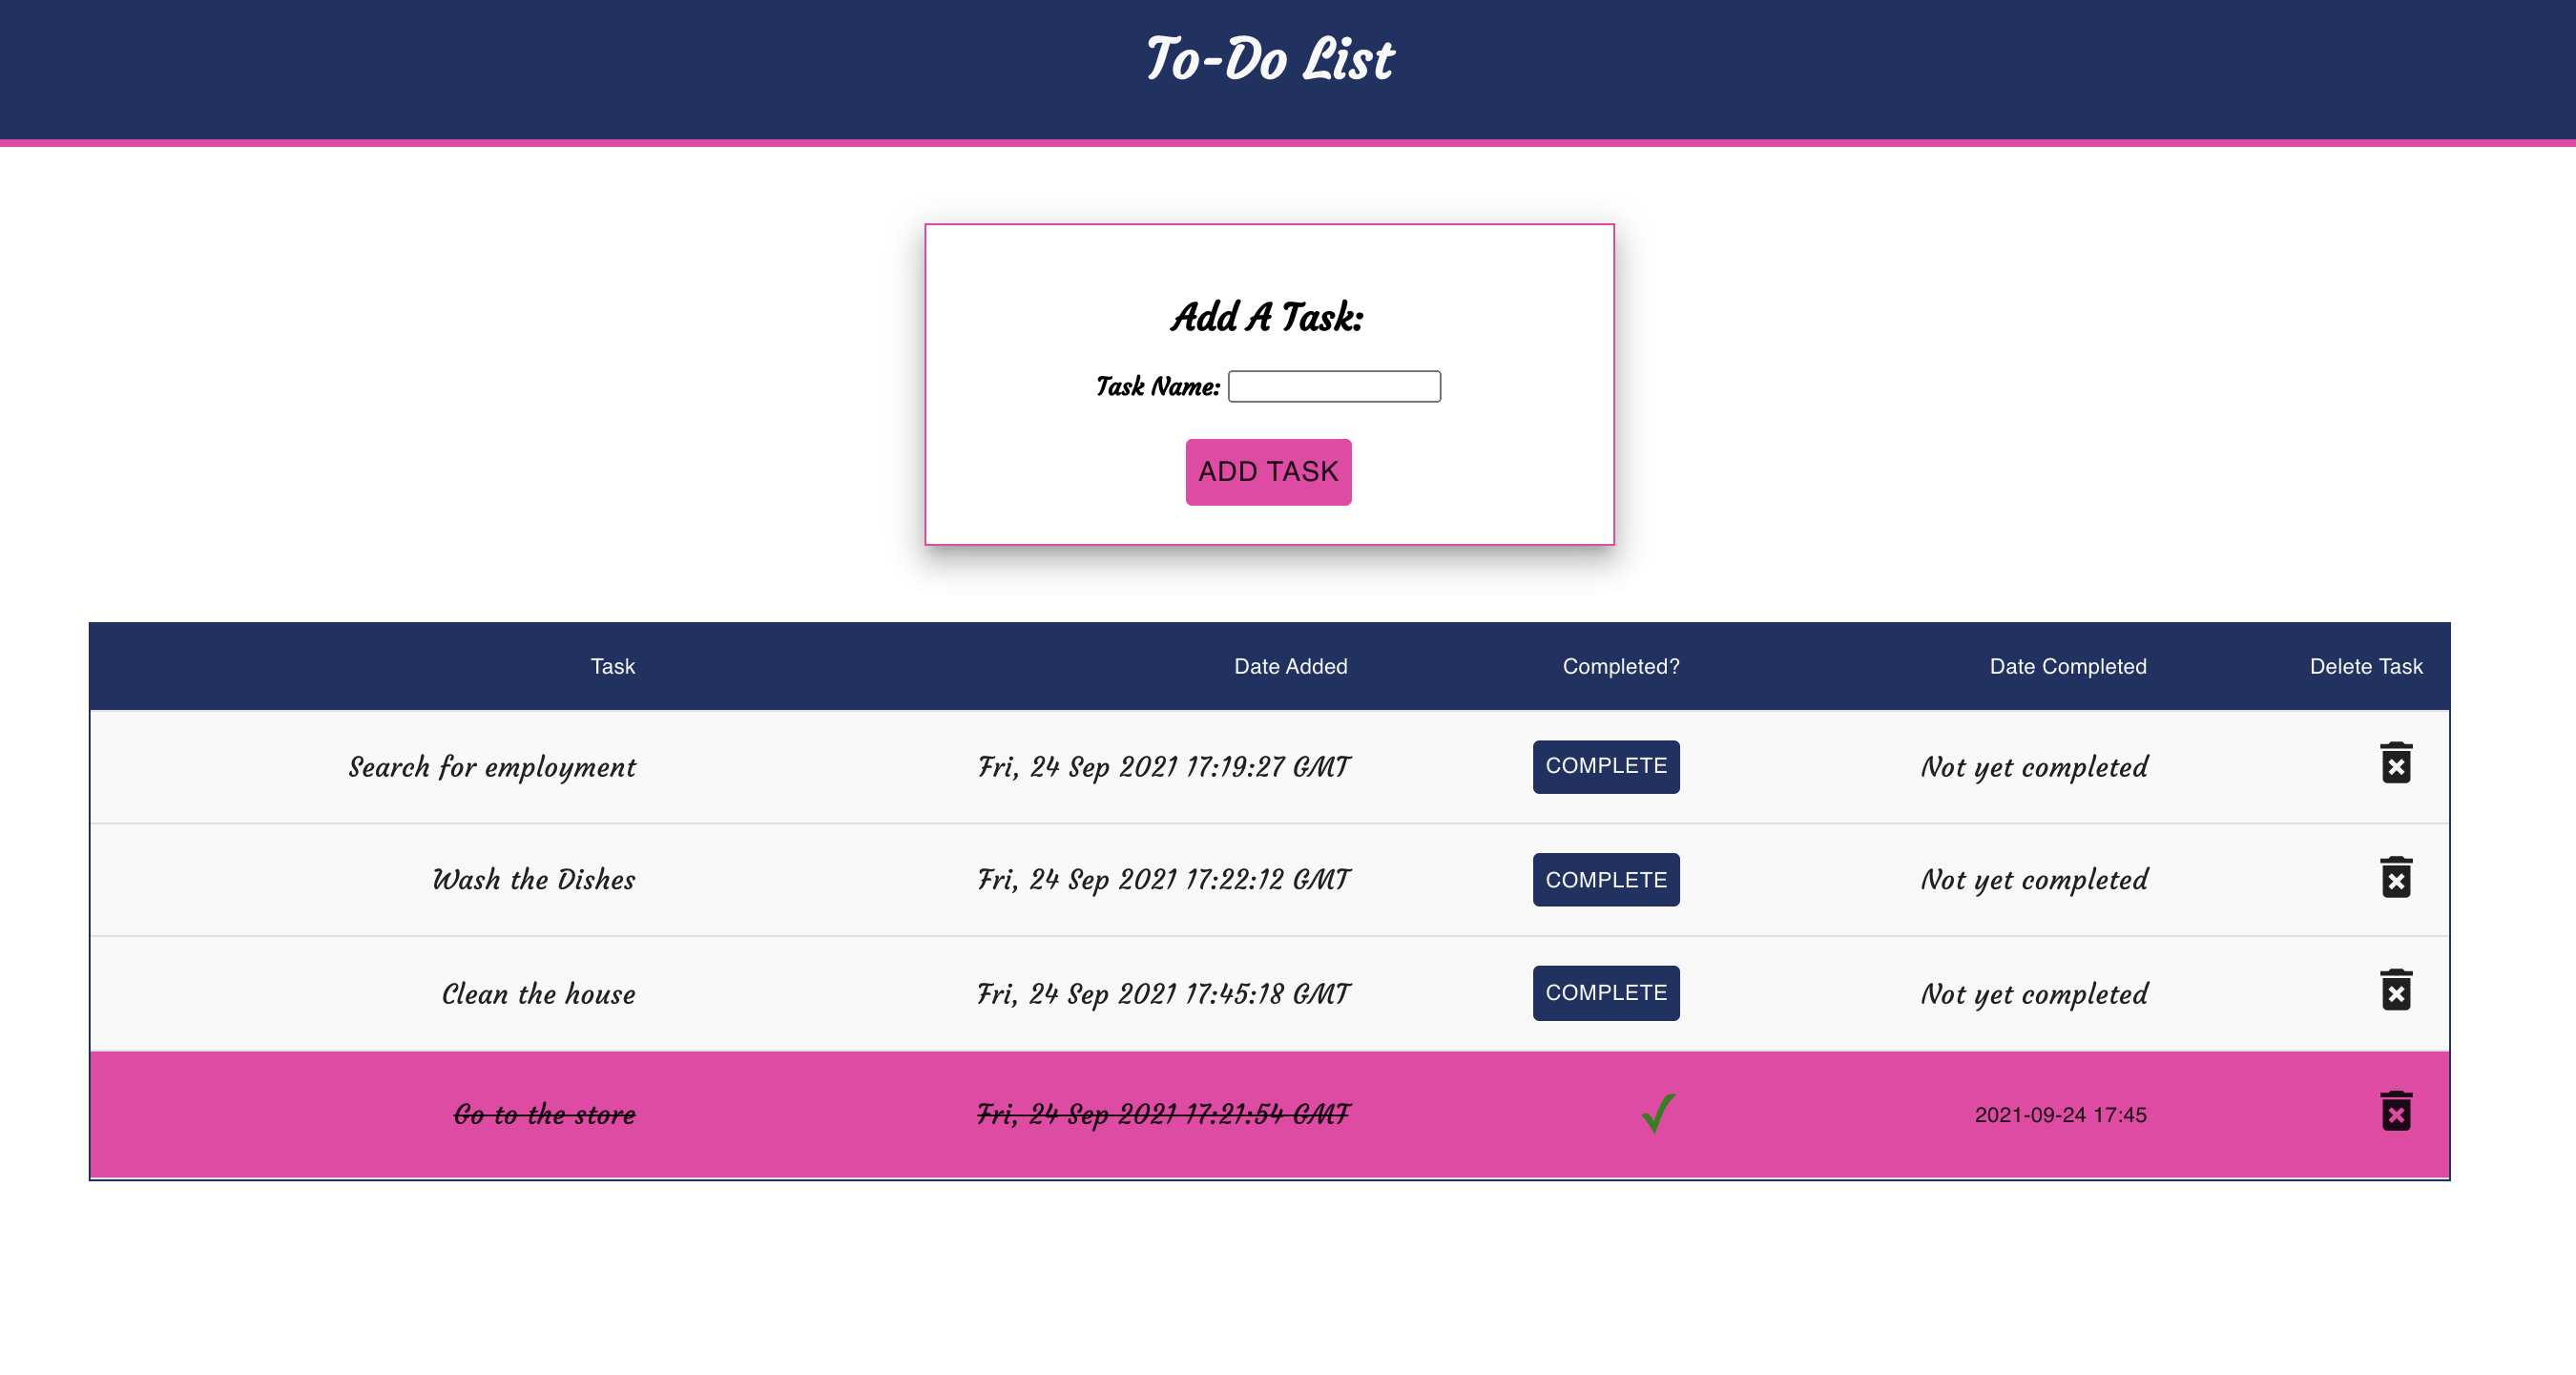 To-Do List
Add A Task:
Task Name:
ADD TASK
Task Date Added Completed? Date Completed Delete Task
Search for employment Fri, 24 Sep 2021 17:19:27 GMT COMPLETE Not yet completed
Wash the Dishes Fri, 24 Sep 2021 17:22:12 GMT COMPLETE Not yet completed
Clean the house Fri, 24 Sep 2021 17:45:18 GMT COMPLETE Not yet completed
Go to the store Fri, 24 Sep 2021 17:21:54 GMT 2021-09-24 17:45